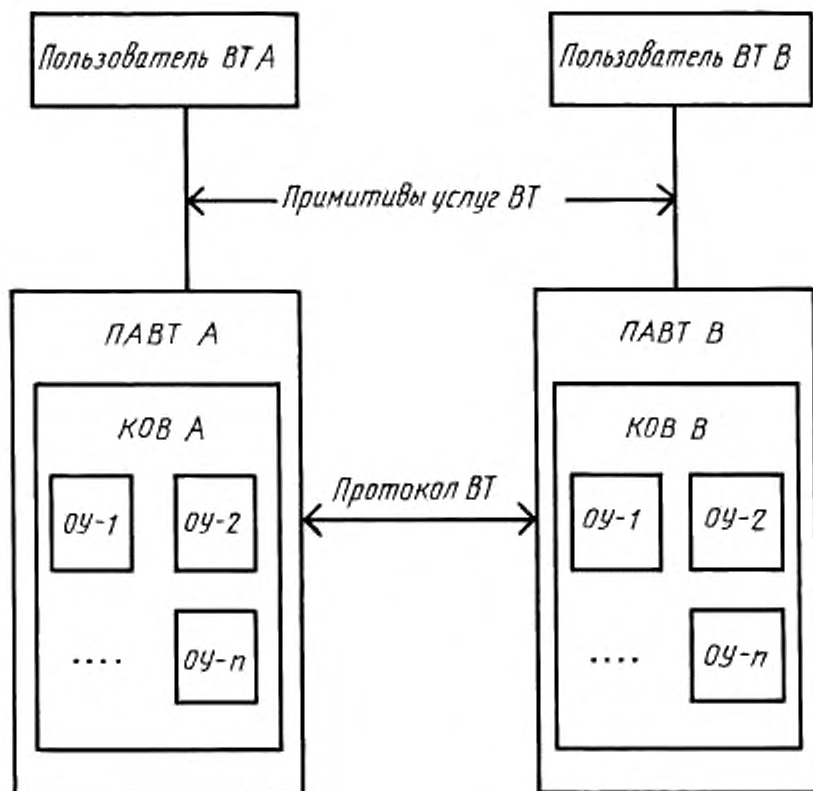 Пользователь ВТ А
Пользователь ВТ В
Примитивы услуг ВТ
ПАВТ А
ПАВТ В
КОВ А
КОВ В
Протокол ВТ
ОУ-1
ОУ-2
ОУ-1
ОУ-2
....
ОУ-n
....
ОУ-n